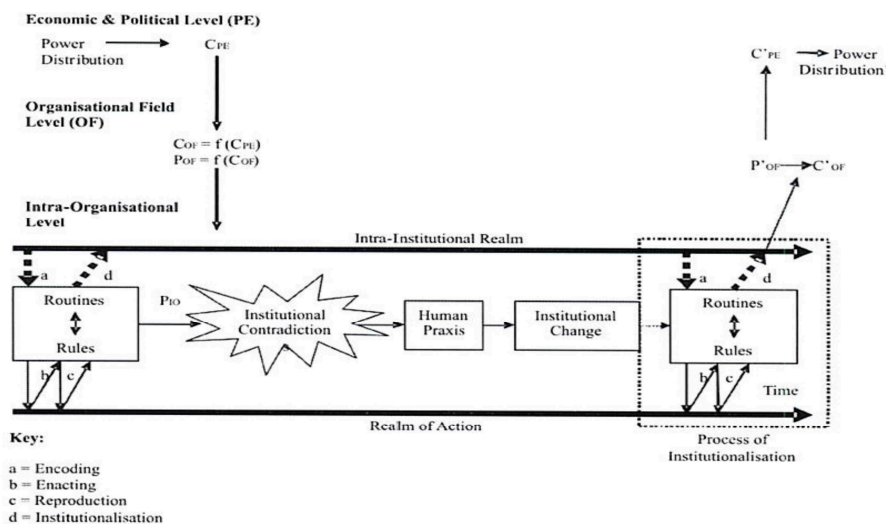 Economic & Political Level (PE)
Power
Distribution
CPE
C'PE
Power
Distribution'
Organisational Field
Level (OF)
COF = f (CPE)
POF = f (COF)
P'OF
C'OF
Intra-Organisational
Level
Intra-Institutional Realm
a
d
a
d
Routines
Rules
PIO
Institutional
Contradiction
s
Human
Praxis
Institutional
Change
Routines
Rules
b
c
b
c
Time
Realm of Action
Process of
Institutionalisation
Key:
a = Encoding
b = Enacting
c = Reproduction
d = Institutionalisation